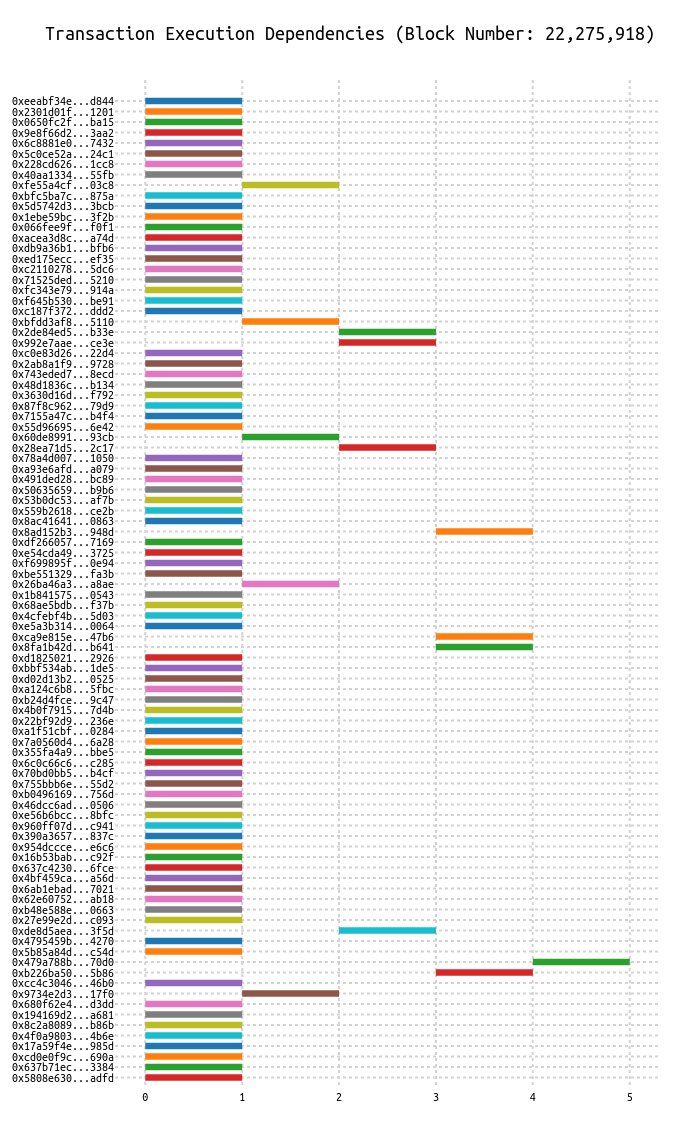 Transaction Execution Dependencies (Block Number: 22,275,918)
0xeeabf34e...d844
0x2301d01f...1201
0x0650fc2f...ba15
0x9e8f66d2...3aa2
0x6c8881e0...7432
0x5c0ce52a...24c1
0x228cd626...1cc8
0x40aa1334...55fb
0xfe55a4cf...03c8
0xbfc5ba7c...875a
0x5d5742d3...3bcb
0x1ebe59bc...3f2b
0x066fee9f...f0f1
0xacea3d8c...a74d
0xdb9a36b1...bfb6
0xed175ecc...ef35
0xc2110278...5dc6
0x71525ded...5210
0xfc343e79...914a
0xf645b530...be91
0xc187f372...ddd2
0xbfdd3af8...5110
0x2de84ed5...b33e
0x992e7aae...ce3e
0xc0e83d26...22d4
0x2ab8a1f9...9728
0x743eded7...8ecd
0x48d1836c...b134
0x3630d16d...f792
0x87f8c962...79d9
0x7155a47c...b4f4
0x55d96695...6e42
0x60de8991...93cb
0x28ea71d5...2c17
0x78a4d007...1050
0xa93e6afd...a079
0x491ded28...bc89
0x50635659...b9b6
0x53b0dc53...af7b
0x559b2618...ce2b
0x8ac41641...0863
0x8ad152b3...948d
0xdf266057...7169
0xe54cda49...3725
0xf699895f...0e94
0xbe551329...fa3b
0x26ba46a3...a8ae
0x1b841575...0543
0x68ae5bdb...f37b
0x4cfebf4b...5d03
0xe5a3b314...0064
0xca9e815e...47b6
0x8fa1b42d...b641
0xd1825021...2926
0xbbf534ab...1de5
0xd02d13b2...0525
0xa124c6b8...5fbc
0xb24d4fce...9c47
0x4b0f7915...7d4b
0x22bf92d9...236e
0xa1f51cbf...0284
0x7a0560d4...6a28
0x355fa4a9...bbe5
0x6c0c66c6...c285
0x70bd0bb5...b4cf
0x755bbb6e...55d2
0xb0496169...756d
0x46dcc6ad...0506
0xe56b6bcc...8bfc
0x960ff07d...c941
0x390a3657...837c
0x954dccce...e6c6
0x16b53bab...c92f
0x637c4230...6fce
0x4bf459ca...a56d
0x6ab1ebad...7021
0x62e60752...ab18
0xb48e588e...0663
0x27e99e2d...c093
0xde8d5aea...3f5d
0x4795459b...4270
0x5b85a84d...c54d
0x479a788b...70d0
0xb226ba50...5b86
0xcc4c3046...46b0
0x9734e2d3...17f0
0x680f62e4...d3dd
0x194169d2...a681
0x8c2a8089...b86b
0x4f0a9803...4b6e
0x17a59f4e...985d
0xcd0e0f9c...690a
0x637b71ec...3384
0x5808e630...adfd
0 1 2 3 4 5